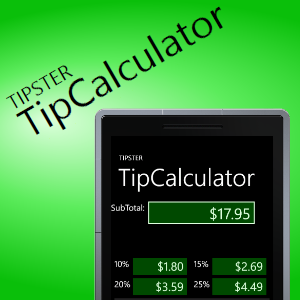 TIPSTER
TipCalculator
TIPSTER
TipCalculator
SubTotal: $17.95
10% $1.80 15% $2.69
20% $3.59 25% $4.49